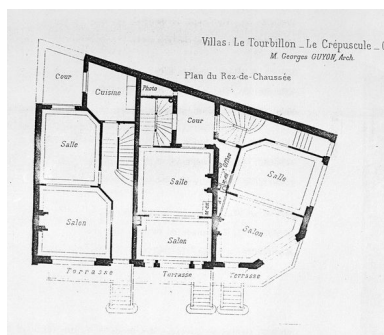 Villas: Le Tourbillon _ Le Crépuscule _
M. Georges GUYON, Arch.
Plan du Rez-de-Chaussée
Cour
Cuisine
Photo
Cour
Salle
Office
Salle
Salle
Salon
Salon
Salon
Terrasse
Terrasse
Terrasse